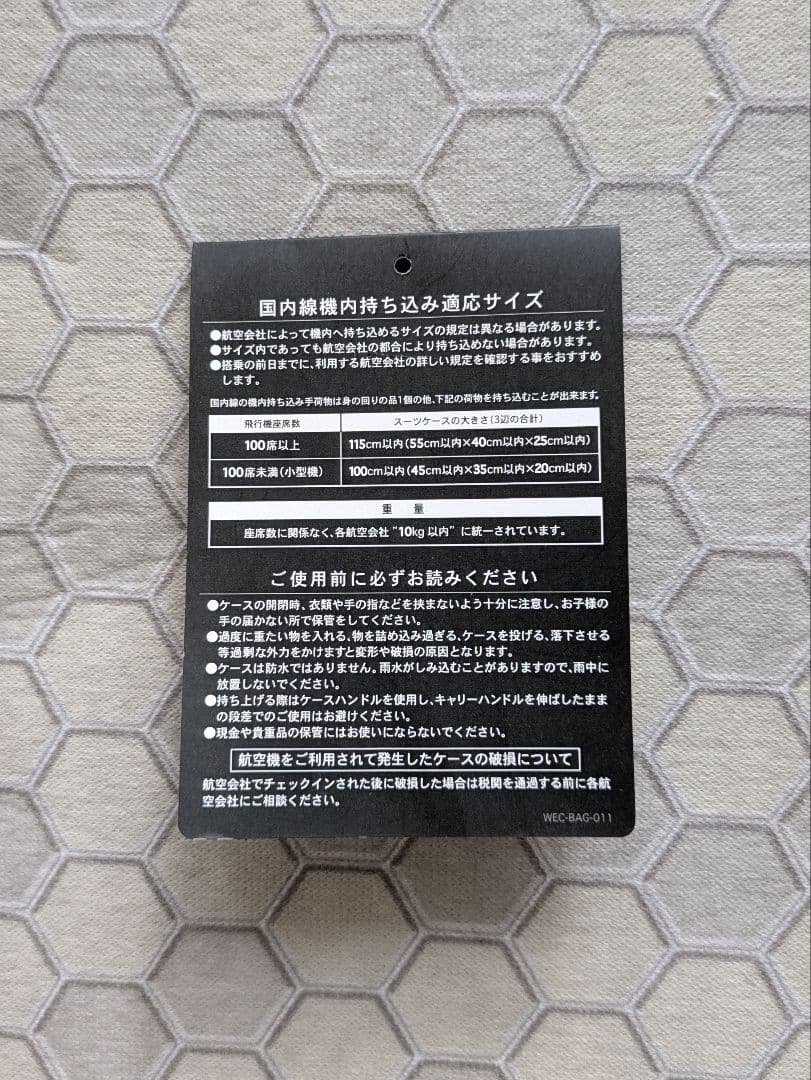 国内線機内持ち込み適応サイズ
●航空会社によって機内へ持ち込めるサイズの規定は異なる場合があります。
●サイズ内であっても航空会社の都合により持ち込めない場合があります。
●搭乗の前日までに、利用する航空会社の詳しい規定を確認する事をおすすめ
します。
国内線の機内持ち込み手荷物は身の回りの品1個の他、下記の荷物を持ち込むことが出来ます。
飛行機座席数 スーツケースの大きさ(3辺の合計)
100席以上 115cm以内(55cm以内×40cm以内×25cm以内)
100席未満(小型機) 100cm以内(45cm以内×35cm以内×20cm以内)
重 量
座席数に関係なく、各航空会社“10kg以内”に統一されています。
ご使用前に必ずお読みください
●ケースの開閉時、衣類や手の指などを挟まないよう十分に注意し、お子様の
手の届かない所で保管をしてください。
●過度に重たい物を入れる、物を詰め込み過ぎる、ケースを投げる、落下させる
等過剰な外力をかけますと変形や破損の原因となります。
●ケースは防水ではありません。雨水がしみ込むことがありますので、雨中に
放置しないでください。
●持ち上げる際はケースハンドルを使用し、キャリーハンドルを伸ばしたまま
の段差でのご使用はお避けください。
●現金や貴重品の保管にはお使いにならないでください。
航空機をご利用されて発生したケースの破損について
航空会社でチェックインされた後に破損した場合は税関を通過する前に各航
空会社にご相談ください。
WEC-BAG-011